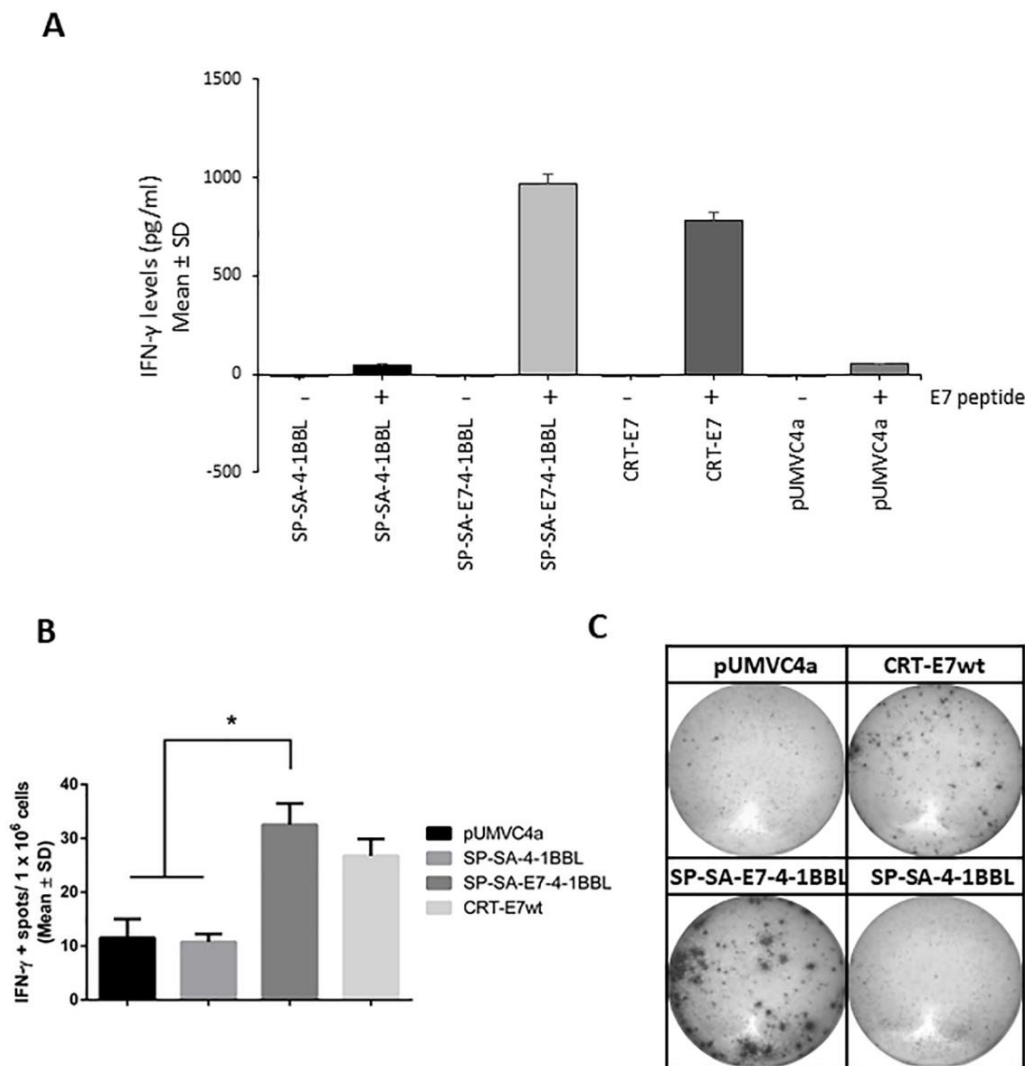 A
1500
1000
500
0
-500
IFN-γ levels (pg/ml)
Mean ± SD
- + - + - + - + E7 peptide
SP-SA-4-1BBL
SP-SA-4-1BBL
SP-SA-E7-4-1BBL
SP-SA-E7-4-1BBL
CRT-E7
CRT-E7
pUMVC4a
pUMVC4a
B
*
40
30
20
10
0
IFN-γ + spots/ 1 x 10⁶ cells
(Mean ± SD)
pUMVC4a
SP-SA-4-1BBL
SP-SA-E7-4-1BBL
CRT-E7wt
C
pUMVC4a CRT-E7wt
SP-SA-E7-4-1BBL SP-SA-4-1BBL